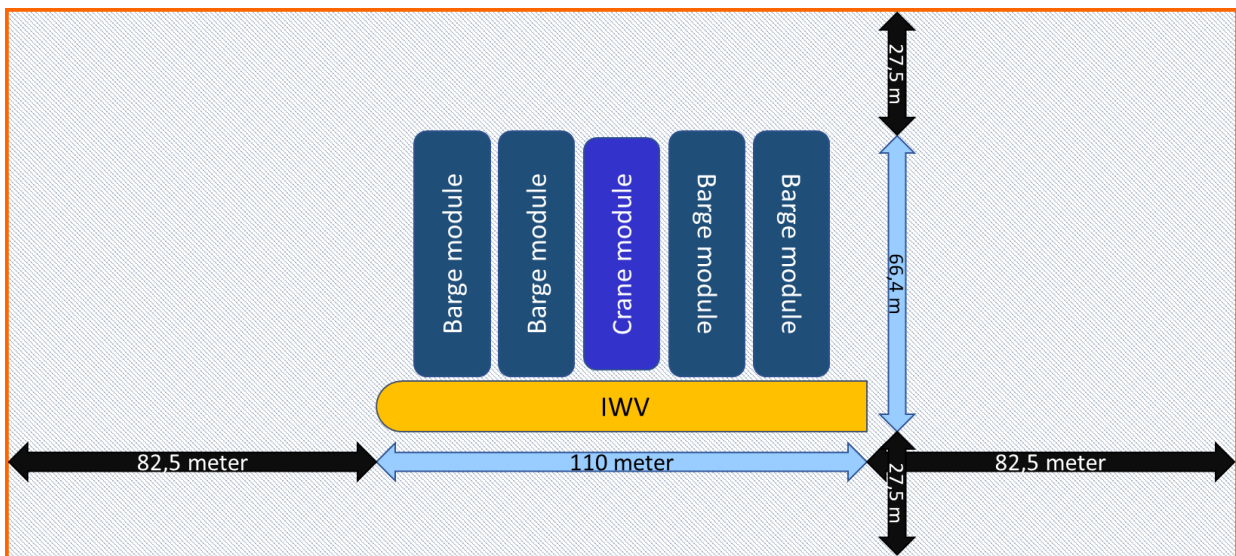 27,5 m
Barge module
Barge module
Crane module
Barge module
Barge module
66,4 m
IWV
82,5 meter
110 meter
27,5 m
82,5 meter